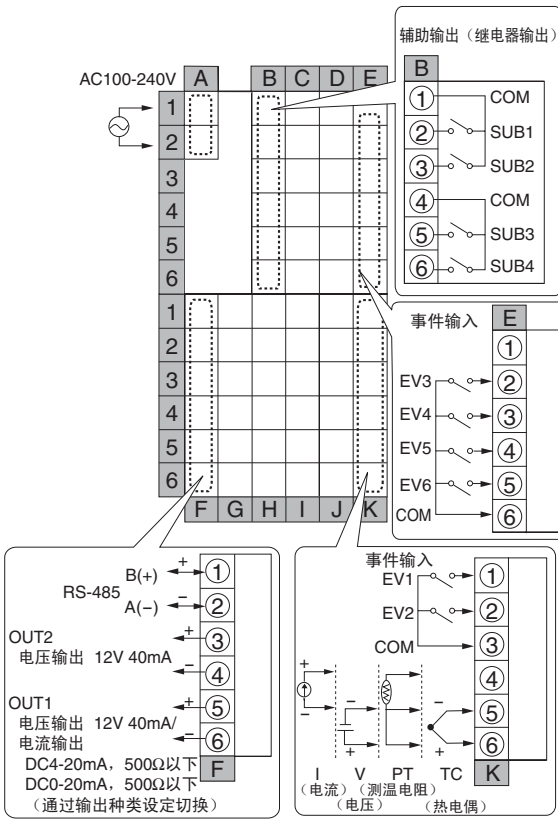 辅助输出（继电器输出）
B
① COM
② SUB1
③ SUB2
④ COM
⑤ SUB3
⑥ SUB4
AC100-240V
A B C D E
1
2
3
4
5
6
1
2
3
4
5
6
F G H I J K
事件输入 E
①
EV3 ②
EV4 ③
EV5 ④
EV6 ⑤
COM ⑥
B(+) + ①
RS-485
A(−) − ②
OUT2 + ③
电压输出 12V 40mA − ④
OUT1 + ⑤
电压输出 12V 40mA/
电流输出 − ⑥
DC4-20mA，500Ω以下
DC0-20mA，500Ω以下
（通过输出种类设定切换）
F
事件输入
EV1 ①
EV2 ②
COM ③
④
⑤
⑥
+ − − −
+ +
I V PT TC K
（电流）（测温电阻）
（电压） （热电偶）